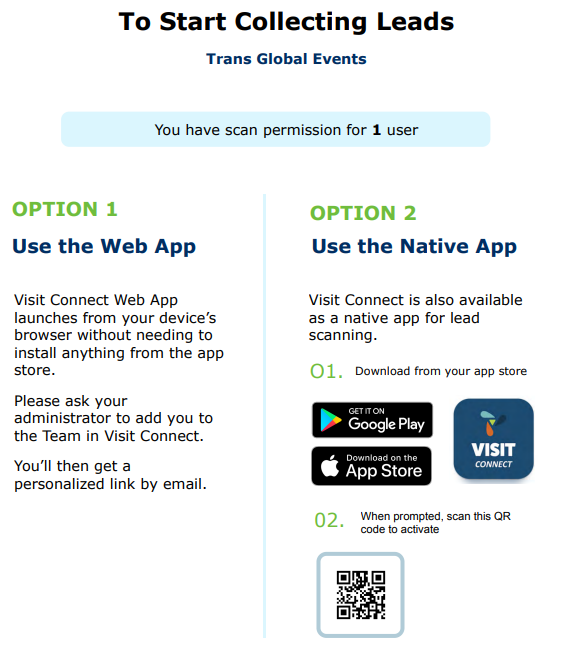 To Start Collecting Leads
Trans Global Events
You have scan permission for 1 user
OPTION 1
Use the Web App
Visit Connect Web App
launches from your device’s
browser without needing to
install anything from the app
store.
Please ask your
administrator to add you to
the Team in Visit Connect.
You’ll then get a
personalized link by email.
OPTION 2
Use the Native App
Visit Connect is also available
as a native app for lead
scanning.
O1. Download from your app store
GET IT ON
Google Play
Download on the
App Store
VISIT
CONNECT
02. When prompted, scan this QR
code to activate